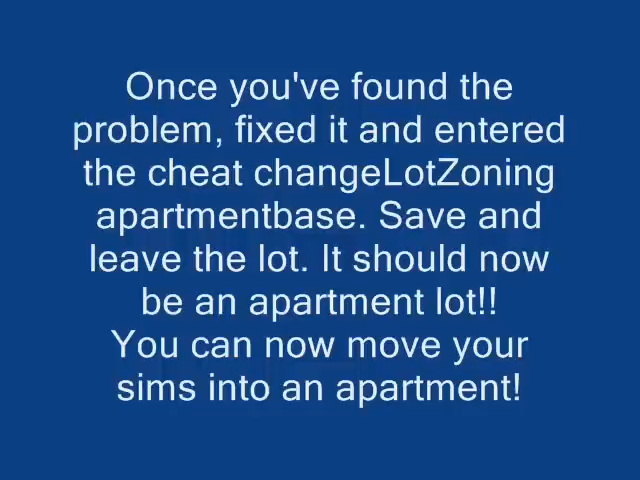 Once you've found the
problem, fixed it and entered
the cheat changeLotZoning
apartmentbase. Save and
leave the lot. It should now
be an apartment lot!!
You can now move your
sims into an apartment!